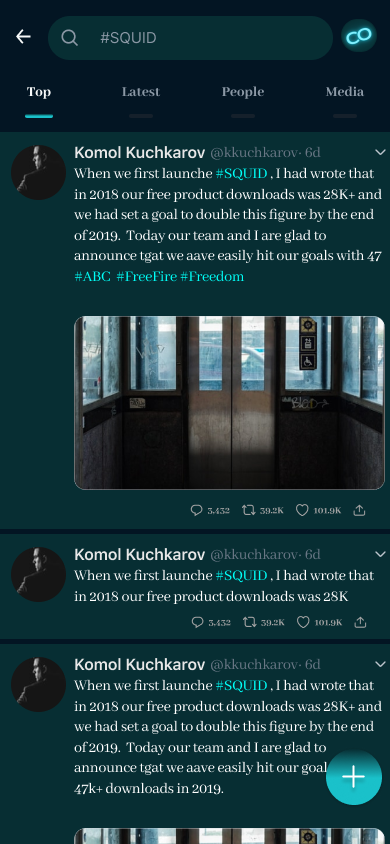 #SQUID
CO
Top Latest People Media
Komol Kuchkarov @kkuchkarov· 6d
When we first launche #SQUID , I had wrote that
in 2018 our free product downloads was 28K+ and
we had set a goal to double this figure by the end
of 2019. Today our team and I are glad to
announce tgat we aave easily hit our goals with 47
#ABC #FreeFire #Freedom
3.432 39.2K 101.9K
Komol Kuchkarov @kkuchkarov· 6d
When we first launche #SQUID , I had wrote that
in 2018 our free product downloads was 28K
3.432 39.2K 101.9K
Komol Kuchkarov @kkuchkarov· 6d
When we first launche #SQUID , I had wrote that
in 2018 our free product downloads was 28K+ and
we had set a goal to double this figure by the end
of 2019. Today our team and I are glad to
announce tgat we aave easily hit our goal
47k+ downloads in 2019.